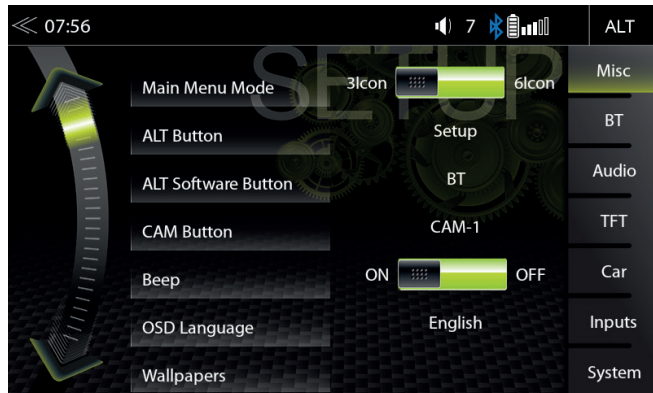 07:56 7 ALT
SETUP
Main Menu Mode 3Icon 6Icon Misc
ALT Button Setup BT
ALT Software Button BT Audio
CAM Button CAM-1 TFT
Beep ON OFF Car
OSD Language English Inputs
Wallpapers System